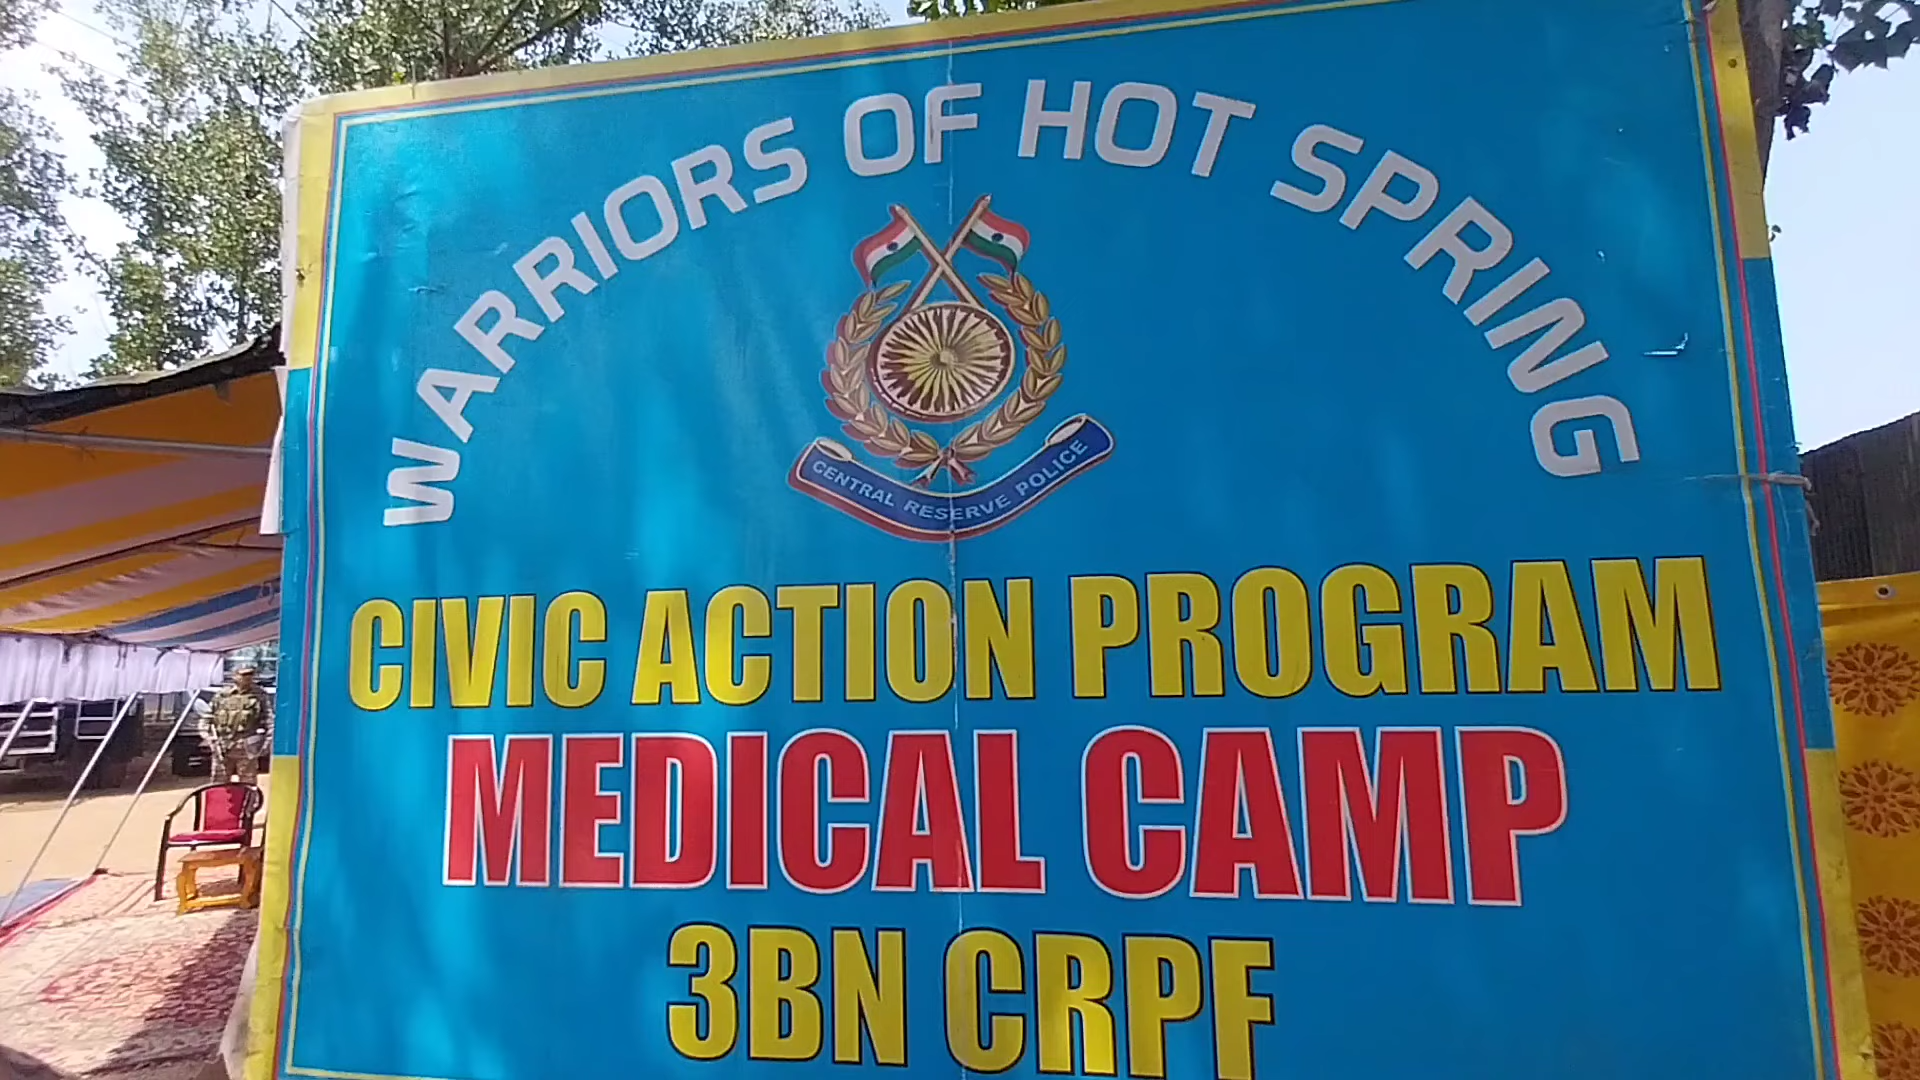 WARRIORS OF HOT SPRING
CENTRAL RESERVE POLICE
CIVIC ACTION PROGRAM
MEDICAL CAMP
3BN CRPF